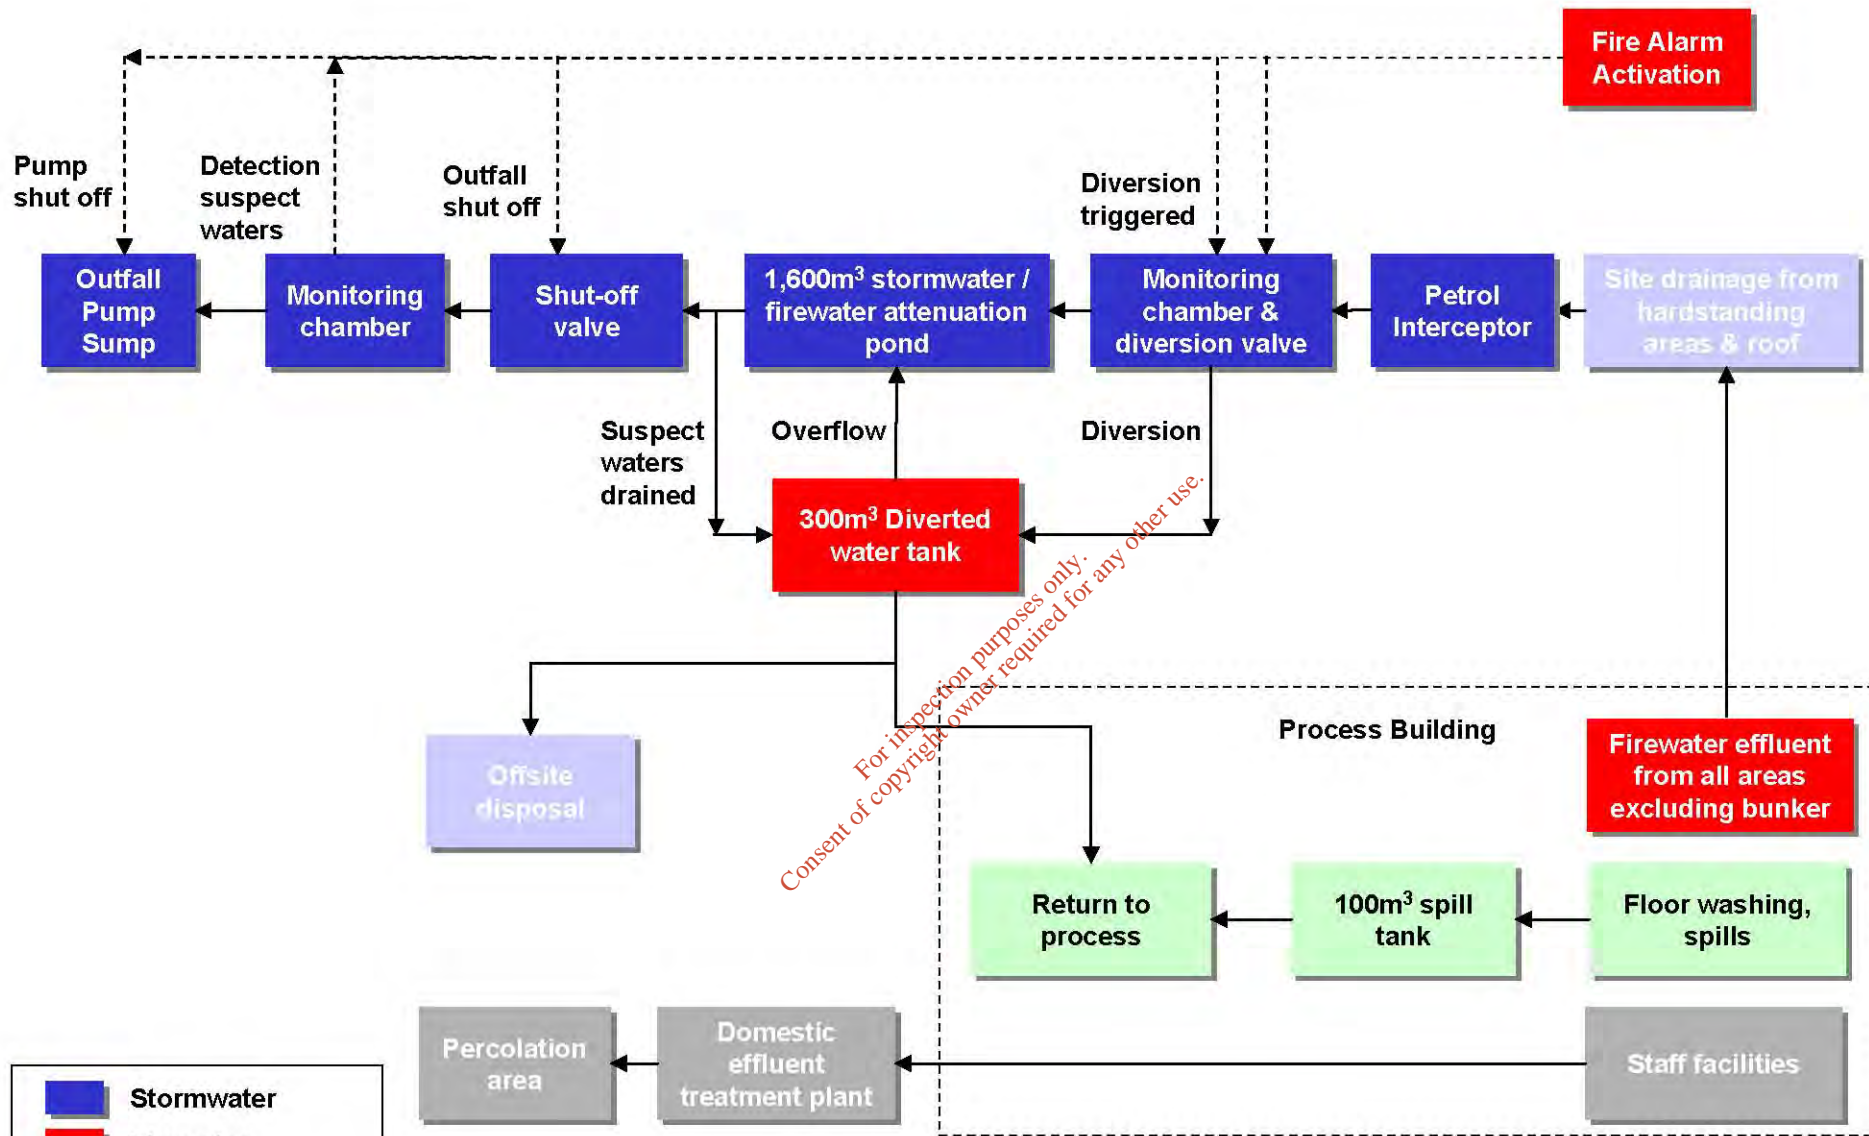 Fire Alarm
Activation
Pump
shut off
Detection
suspect
waters
Outfall
shut off
Diversion
triggered
Outfall
Pump
Sump
Monitoring
chamber
Shut-off
valve
1,600m³ stormwater /
firewater attenuation
pond
Monitoring
chamber &
diversion valve
Petrol
Interceptor
Site drainage from
hardstanding
areas & roof
Suspect
waters
drained
Overflow
Diversion
300m³ Diverted
water tank
For inspection purposes only.
Consent of copyright owner required for any other use.
Process Building
Offsite
disposal
Firewater effluent
from all areas
excluding bunker
Return to
process
100m³ spill
tank
Floor washing,
spills
Percolation
area
Domestic
effluent
treatment plant
Staff facilities
Stormwater